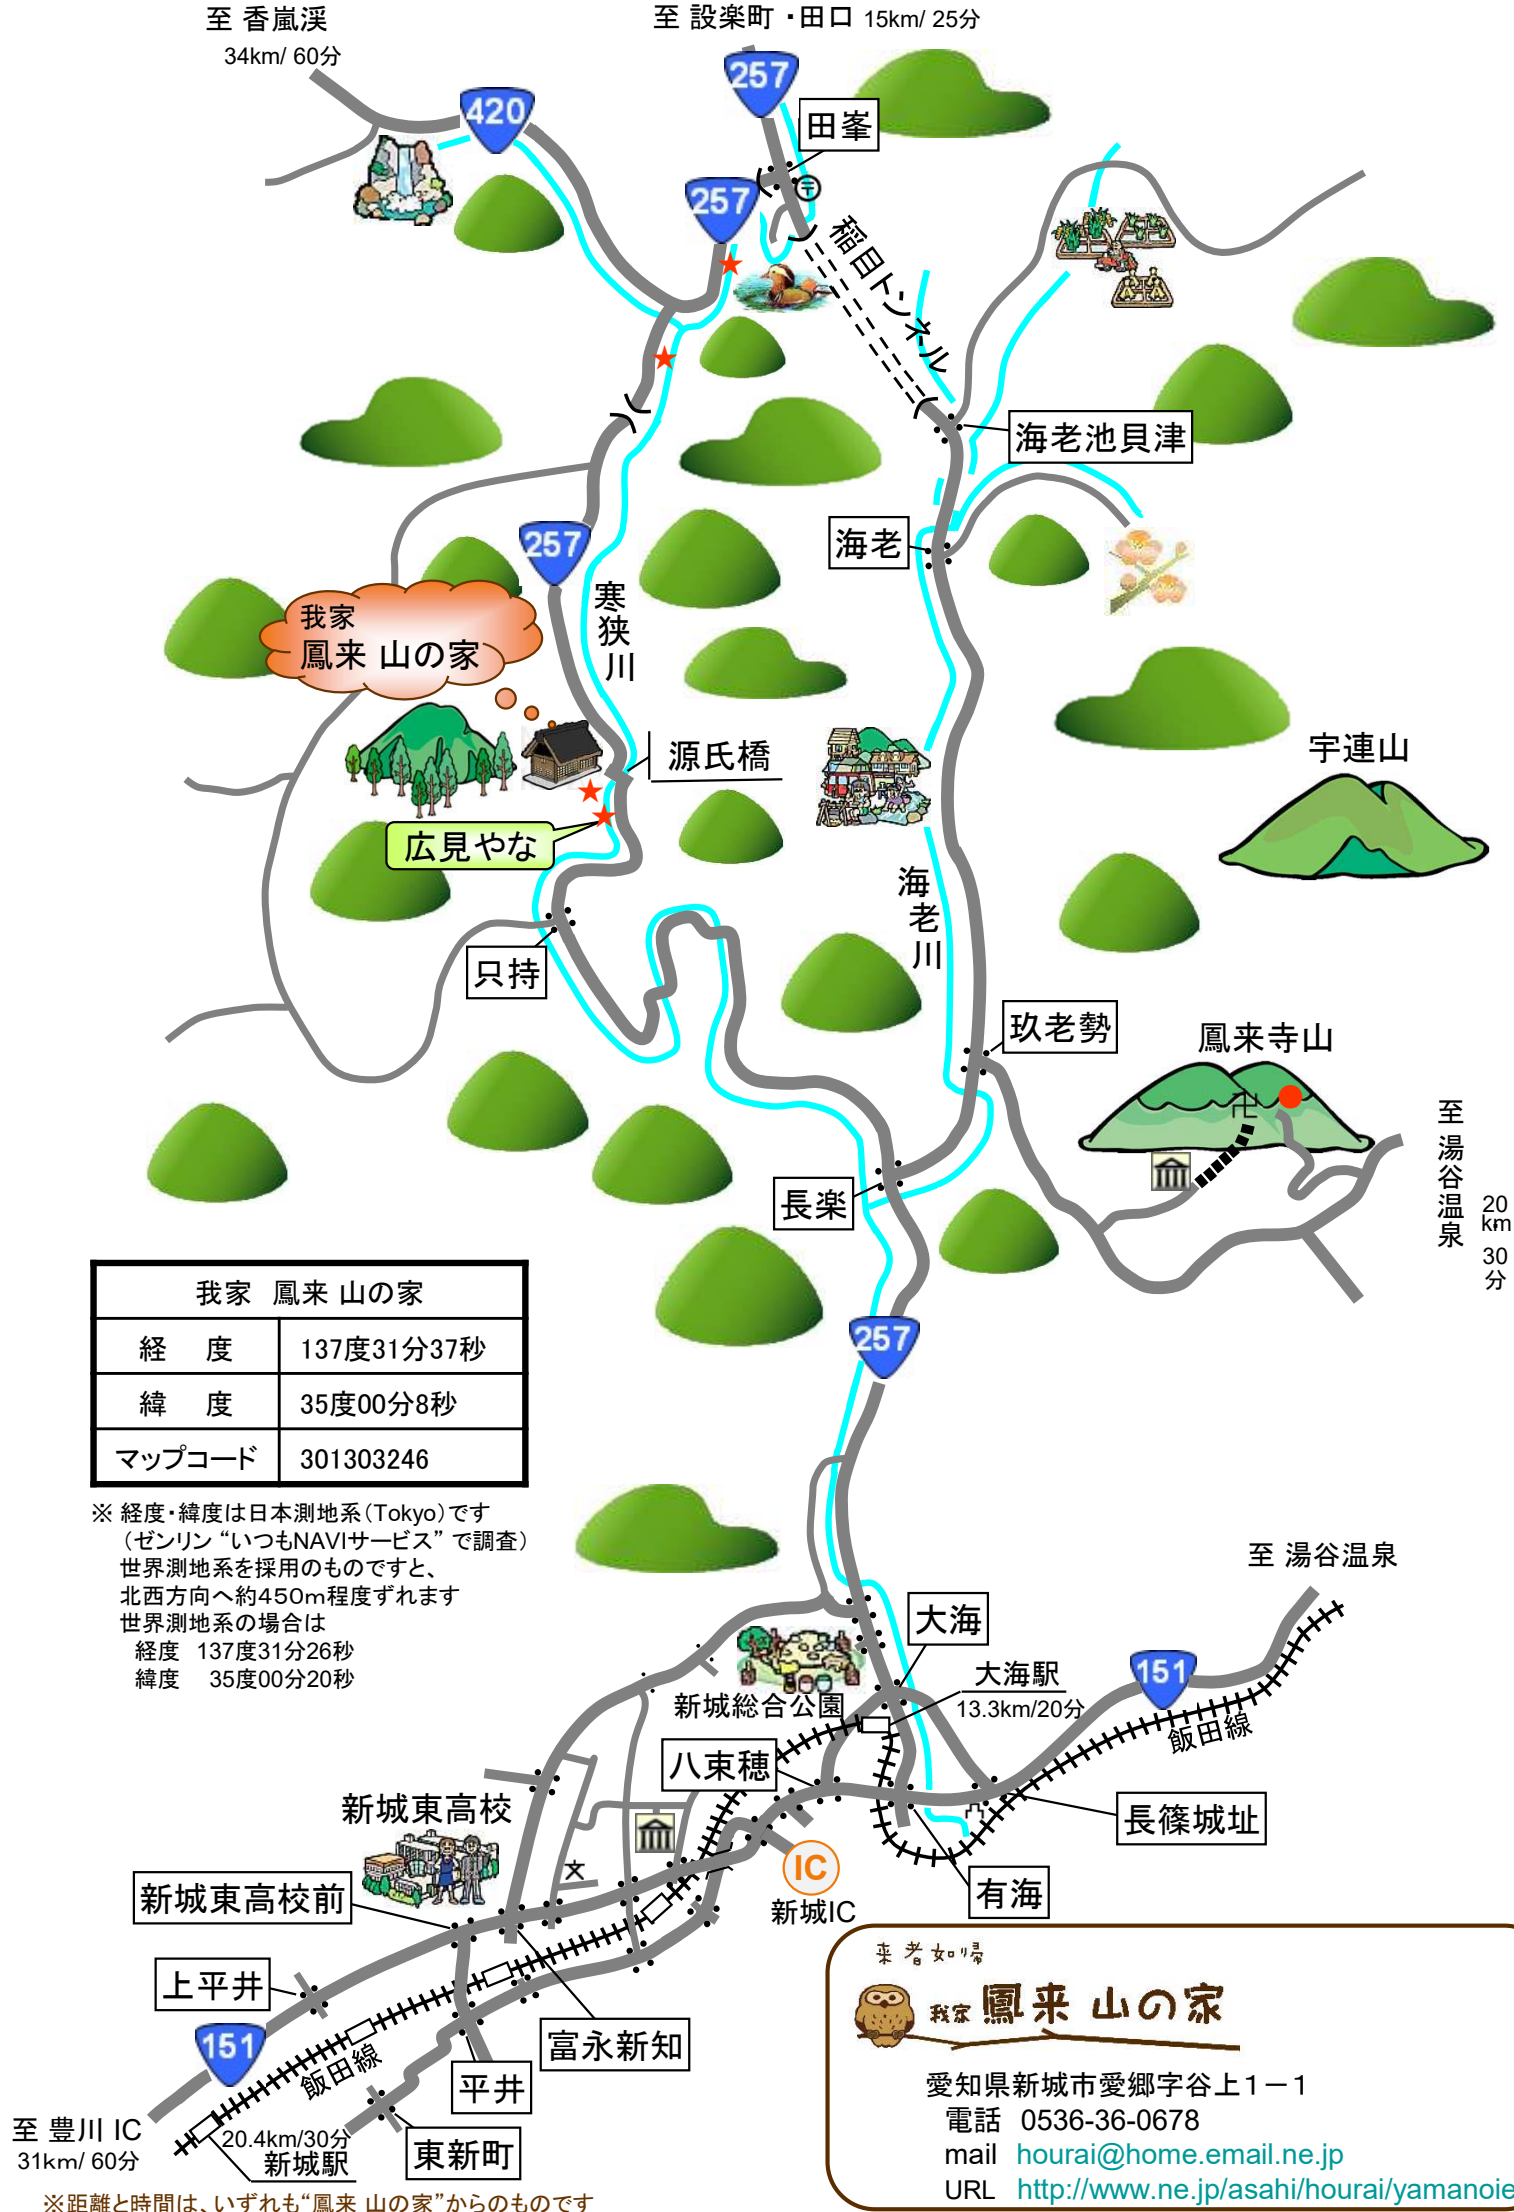 至 香嵐渓
34km/ 60分
至 設楽町 ・田口 15km/ 25分
257
420
田峯
257
稲目トンネル
海老池貝津
海老
257
寒狭川
我家
鳳来 山の家
源氏橋
宇連山
広見やな
海老川
只持
玖老勢
鳳来寺山
卍
至 湯谷温泉
20
km
30
分
長楽
257
我家 鳳来 山の家
経 度 137度31分37秒
緯 度 35度00分8秒
マップコード 301303246
※ 経度・緯度は日本測地系（Tokyo）です
（ゼンリン “いつもNAVIサービス” で調査）
世界測地系を採用のものですと、
北西方向へ約450m程度ずれます
世界測地系の場合は
経度 137度31分26秒
緯度 35度00分20秒
至 湯谷温泉
大海
大海駅
13.3km/20分
151
新城総合公園
飯田線
八束穂
新城東高校
長篠城址
文
IC
新城IC
有海
新城東高校前
上平井
富永新知
151
飯田線
平井
至 豊川 IC
31km/ 60分
20.4km/30分
新城駅
東新町
※距離と時間は、いずれも“鳳来 山の家”からのものです
来者如帰
我家 鳳来 山の家
愛知県新城市愛郷字谷上１－１
電話 0536-36-0678
mail hourai@home.email.ne.jp
URL http://www.ne.jp/asahi/hourai/yamanoie